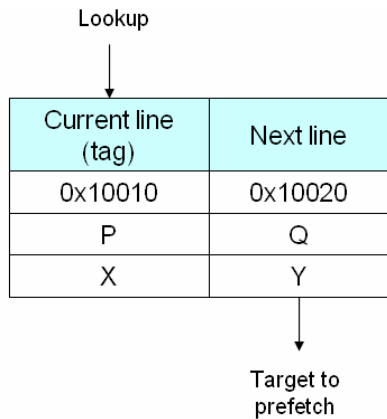 Lookup
Current line
(tag)
Next line
0x10010
0x10020
P
Q
X
Y
Target to
prefetch